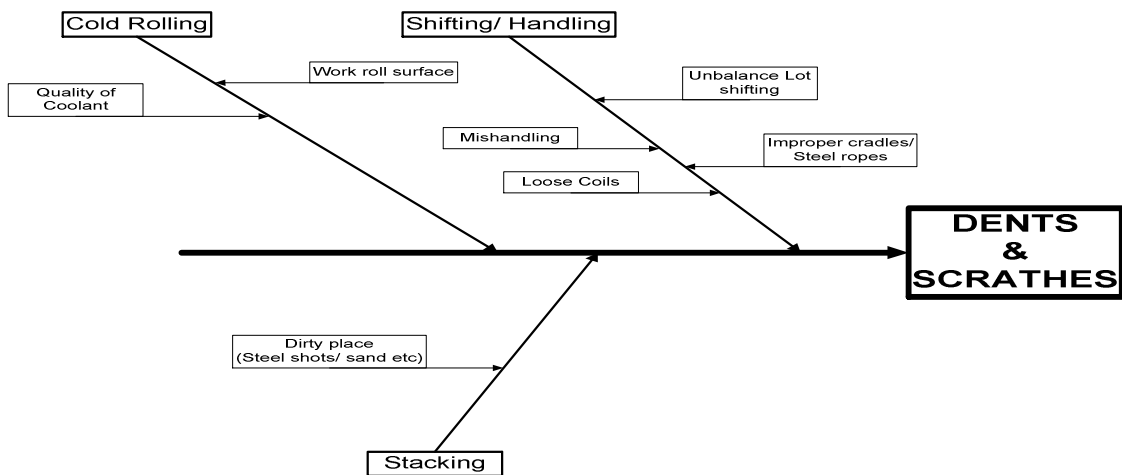 Cold Rolling
Shifting/ Handling
Work roll surface
Quality of
Coolant
Unbalance Lot
shifting
Mishandling
Improper cradles/
Steel ropes
Loose Coils
DENTS
&
SCRATHES
Dirty place
(Steel shots/ sand etc)
Stacking